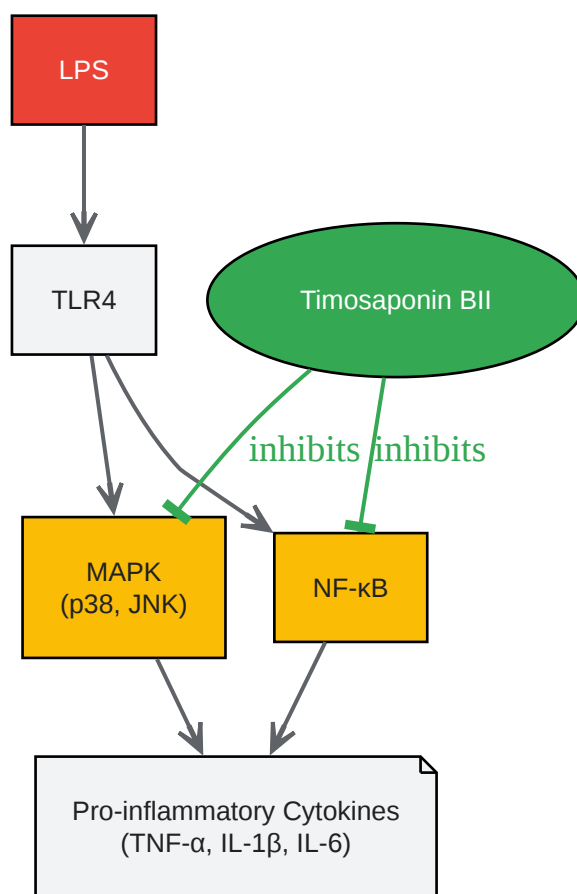 LPS
TLR4
Timosaponin BII
inhibits
inhibits
MAPK
(p38, JNK)
NF-κB
Pro-inflammatory Cytokines
(TNF-α, IL-1β, IL-6)